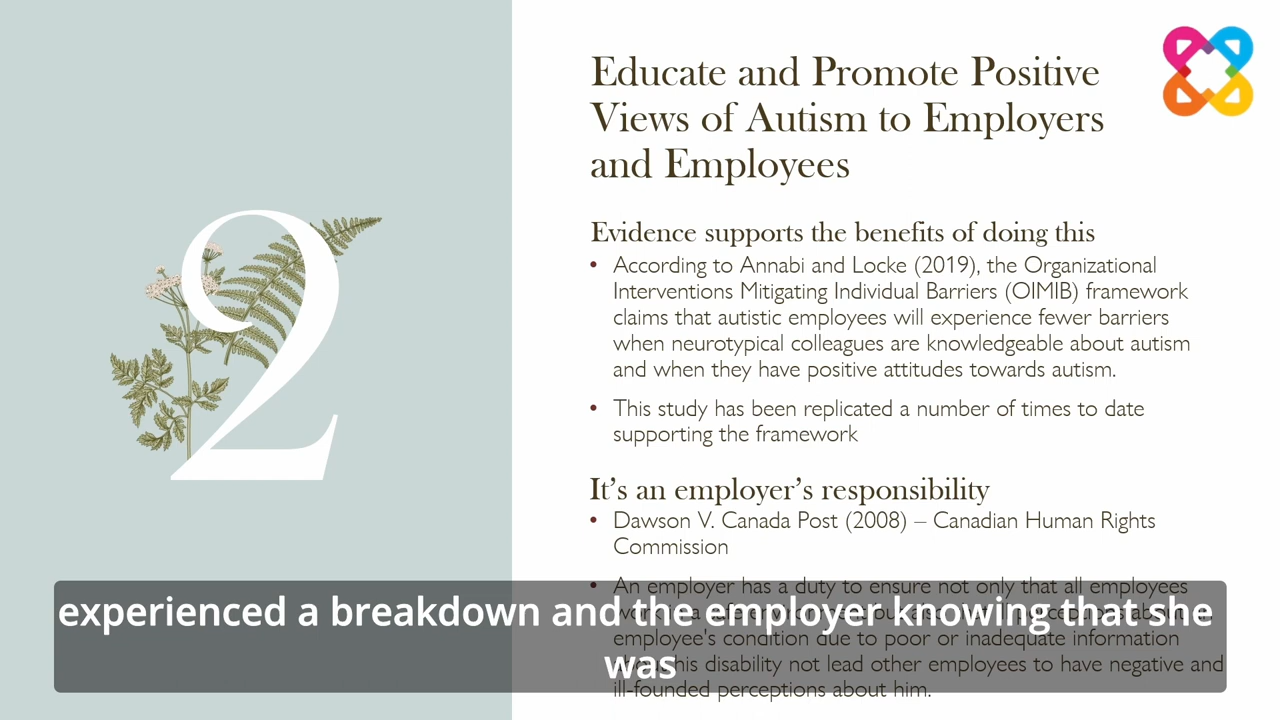 2
Educate and Promote Positive
Views of Autism to Employers
and Employees
Evidence supports the benefits of doing this
• According to Annabi and Locke (2019), the Organizational
Interventions Mitigating Individual Barriers (OIMIB) framework
claims that autistic employees will experience fewer barriers
when neurotypical colleagues are knowledgeable about autism
and when they have positive attitudes towards autism.
• This study has been replicated a number of times to date
supporting the framework
It’s an employer’s responsibility
• Dawson V. Canada Post (2008) – Canadian Human Rights
Commission
• An employer has a duty to ensure not only that all employees
employee's condition due to poor or inadequate information
his disability not lead other employees to have negative and
ill-founded perceptions about him.
experienced a breakdown and the employer knowing that she
was